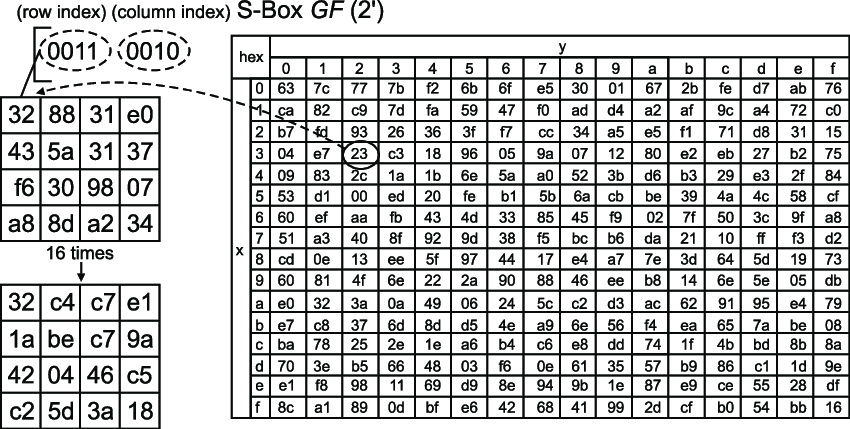 (row index) (column index) S-Box GF (2')
0011 0010
32 88 31 e0
43 5a 31 37
f6 30 98 07
a8 8d a2 34
16 times
32 c4 c7 e1
1a be c7 9a
42 04 46 c5
c2 5d 3a 18
hex y
0 1 2 3 4 5 6 7 8 9 a b c d e f
x
0 63 7c 77 7b f2 6b 6f e5 30 01 67 2b fe d7 ab 76
1 ca 82 c9 7d fa 59 47 f0 ad d4 a2 af 9c a4 72 c0
2 b7 fd 93 26 36 3f f7 cc 34 a5 e5 f1 71 d8 31 15
3 04 e7 23 c3 18 96 05 9a 07 12 80 e2 eb 27 b2 75
4 09 83 2c 1a 1b 6e 5a a0 52 3b d6 b3 29 e3 2f 84
5 53 d1 00 ed 20 fe b1 5b 6a cb be 39 4a 4c 58 cf
6 60 ef aa fb 43 4d 33 85 45 f9 02 7f 50 3c 9f a8
7 51 a3 40 8f 92 9d 38 f5 bc b6 da 21 10 ff f3 d2
8 cd 0e 13 ee 5f 97 44 17 e4 a7 7e 3d 64 5d 19 73
9 60 81 4f 6e 22 2a 90 88 46 ee b8 14 6e 5e 05 db
a e0 32 3a 0a 49 06 24 5c c2 d3 ac 62 91 95 e4 79
b e7 c8 37 6d 8d d5 4e a9 6e 56 f4 ea 65 7a be 08
c ba 78 25 2e 1e a6 b4 c6 e8 dd 74 1f 4b bd 8b 8a
d 70 3e b5 66 48 03 f6 0e 61 35 57 b9 86 c1 1d 9e
e e1 f8 98 11 69 d9 8e 94 9b 1e 87 e9 ce 55 28 df
f 8c a1 89 0d bf e6 42 68 41 99 2d cf b0 54 bb 16